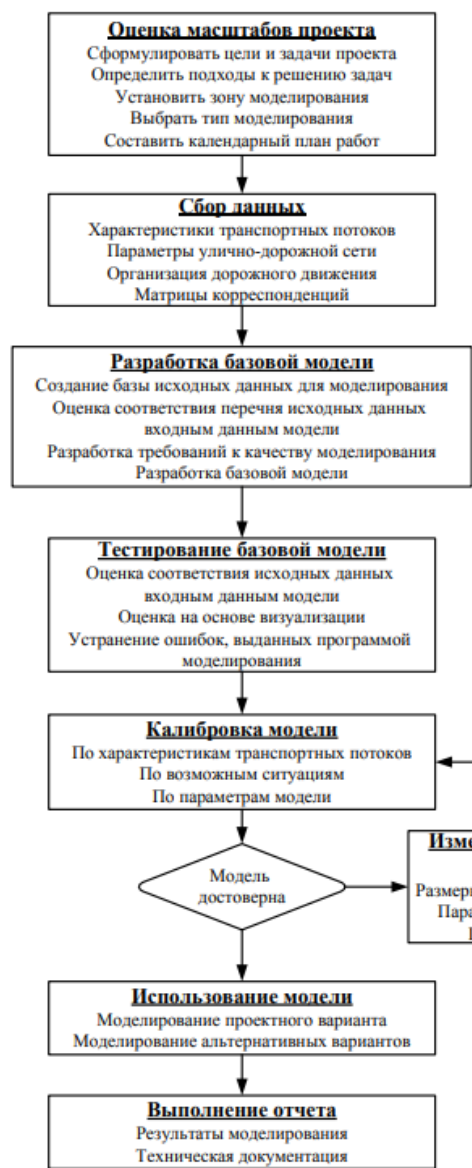 Оценка масштабов проекта
Сформулировать цели и задачи проекта
Определить подходы к решению задач
Установить зону моделирования
Выбрать тип моделирования
Составить календарный план работ
Сбор данных
Характеристики транспортных потоков
Параметры улично-дорожной сети
Организация дорожного движения
Матрицы корреспонденций
Разработка базовой модели
Создание базы исходных данных для моделирования
Оценка соответствия перечня исходных данных
входным данным модели
Разработка требований к качеству моделирования
Разработка базовой модели
Тестирование базовой модели
Оценка соответствия исходных данных
входным данным модели
Оценка на основе визуализации
Устранение ошибок, выданных программой
моделирования
Калибровка модели
По характеристикам транспортных потоков
По возможным ситуациям
По параметрам модели
Модель
достоверна
Изме
Размер
Пара
Использование модели
Моделирование проектного варианта
Моделирование альтернативных вариантов
Выполнение отчета
Результаты моделирования
Техническая документация